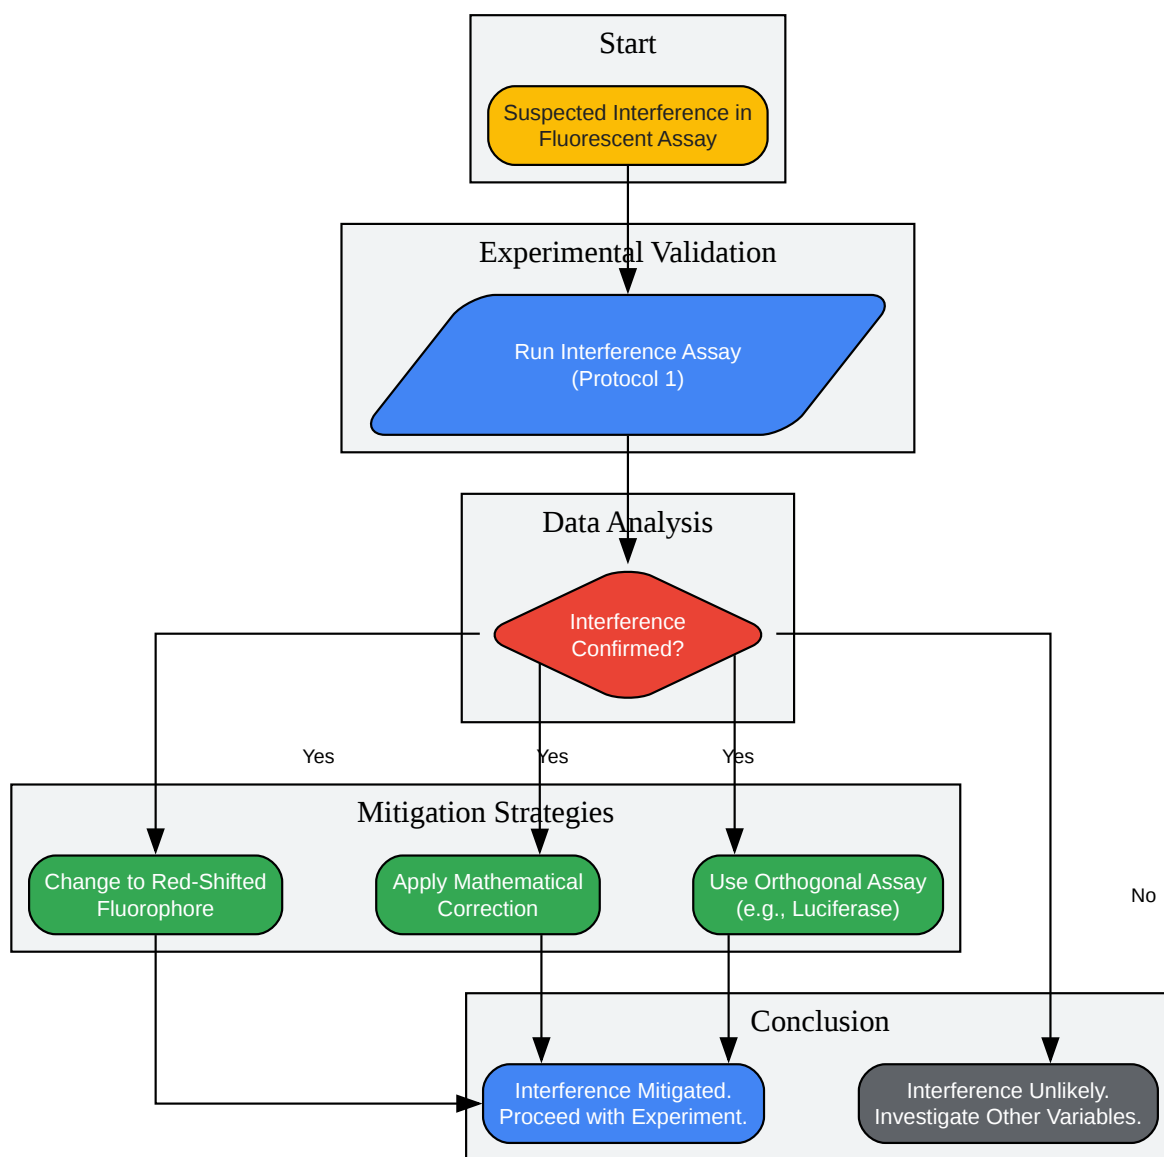 Start
Suspected Interference in
Fluorescent Assay
Experimental Validation
Run Interference Assay
(Protocol 1)
Data Analysis
Interference
Confirmed?
Yes
Yes
Yes
Mitigation Strategies
Change to Red-Shifted
Fluorophore
Apply Mathematical
Correction
Use Orthogonal Assay
(e.g., Luciferase)
No
Conclusion
Interference Mitigated.
Proceed with Experiment.
Interference Unlikely.
Investigate Other Variables.